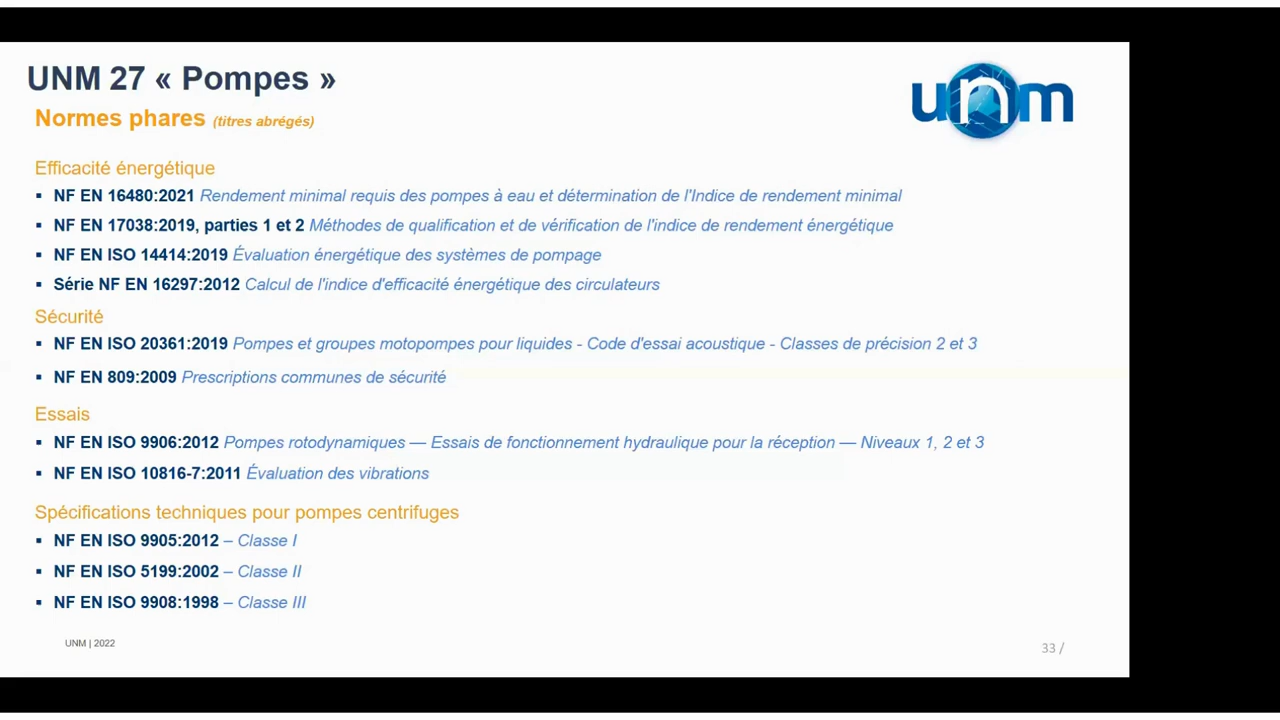 UNM 27 « Pompes »
unm
Normes phares (titres abrégés)
Efficacité énergétique
▪ NF EN 16480:2021 Rendement minimal requis des pompes à eau et détermination de l'Indice de rendement minimal
▪ NF EN 17038:2019, parties 1 et 2 Méthodes de qualification et de vérification de l'indice de rendement énergétique
▪ NF EN ISO 14414:2019 Évaluation énergétique des systèmes de pompage
▪ Série NF EN 16297:2012 Calcul de l'indice d'efficacité énergétique des circulateurs
Sécurité
▪ NF EN ISO 20361:2019 Pompes et groupes motopompes pour liquides - Code d'essai acoustique - Classes de précision 2 et 3
▪ NF EN 809:2009 Prescriptions communes de sécurité
Essais
▪ NF EN ISO 9906:2012 Pompes rotodynamiques — Essais de fonctionnement hydraulique pour la réception — Niveaux 1, 2 et 3
▪ NF EN ISO 10816-7:2011 Évaluation des vibrations
Spécifications techniques pour pompes centrifuges
▪ NF EN ISO 9905:2012 – Classe I
▪ NF EN ISO 5199:2002 – Classe II
▪ NF EN ISO 9908:1998 – Classe III
UNM | 2022
33 /